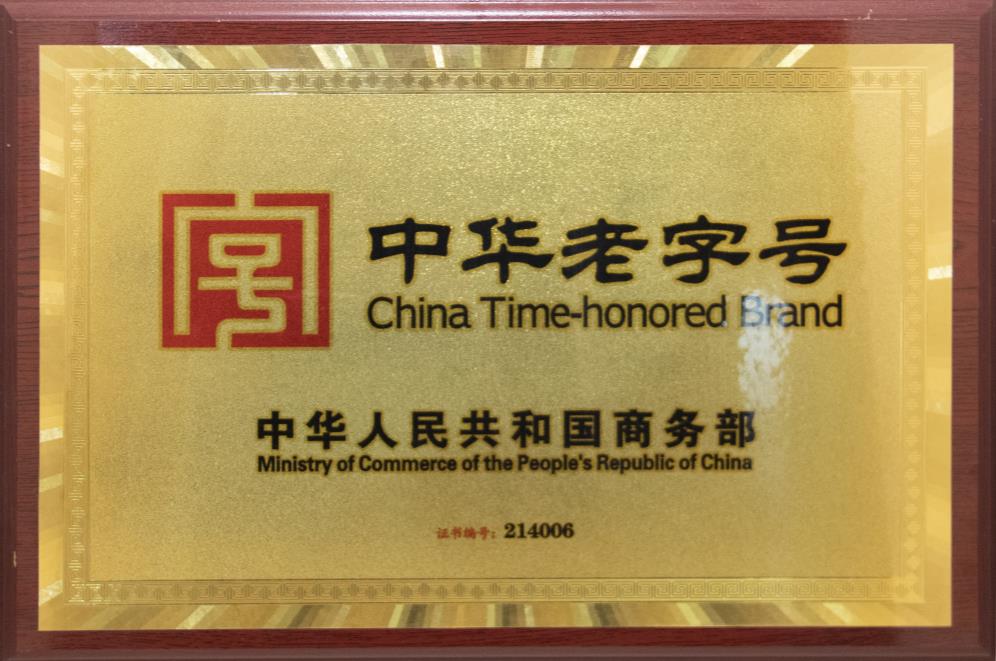 中华老字号
China Time-honored Brand
中华人民共和国商务部
Ministry of Commerce of the People's Republic of China
证书编号：214006